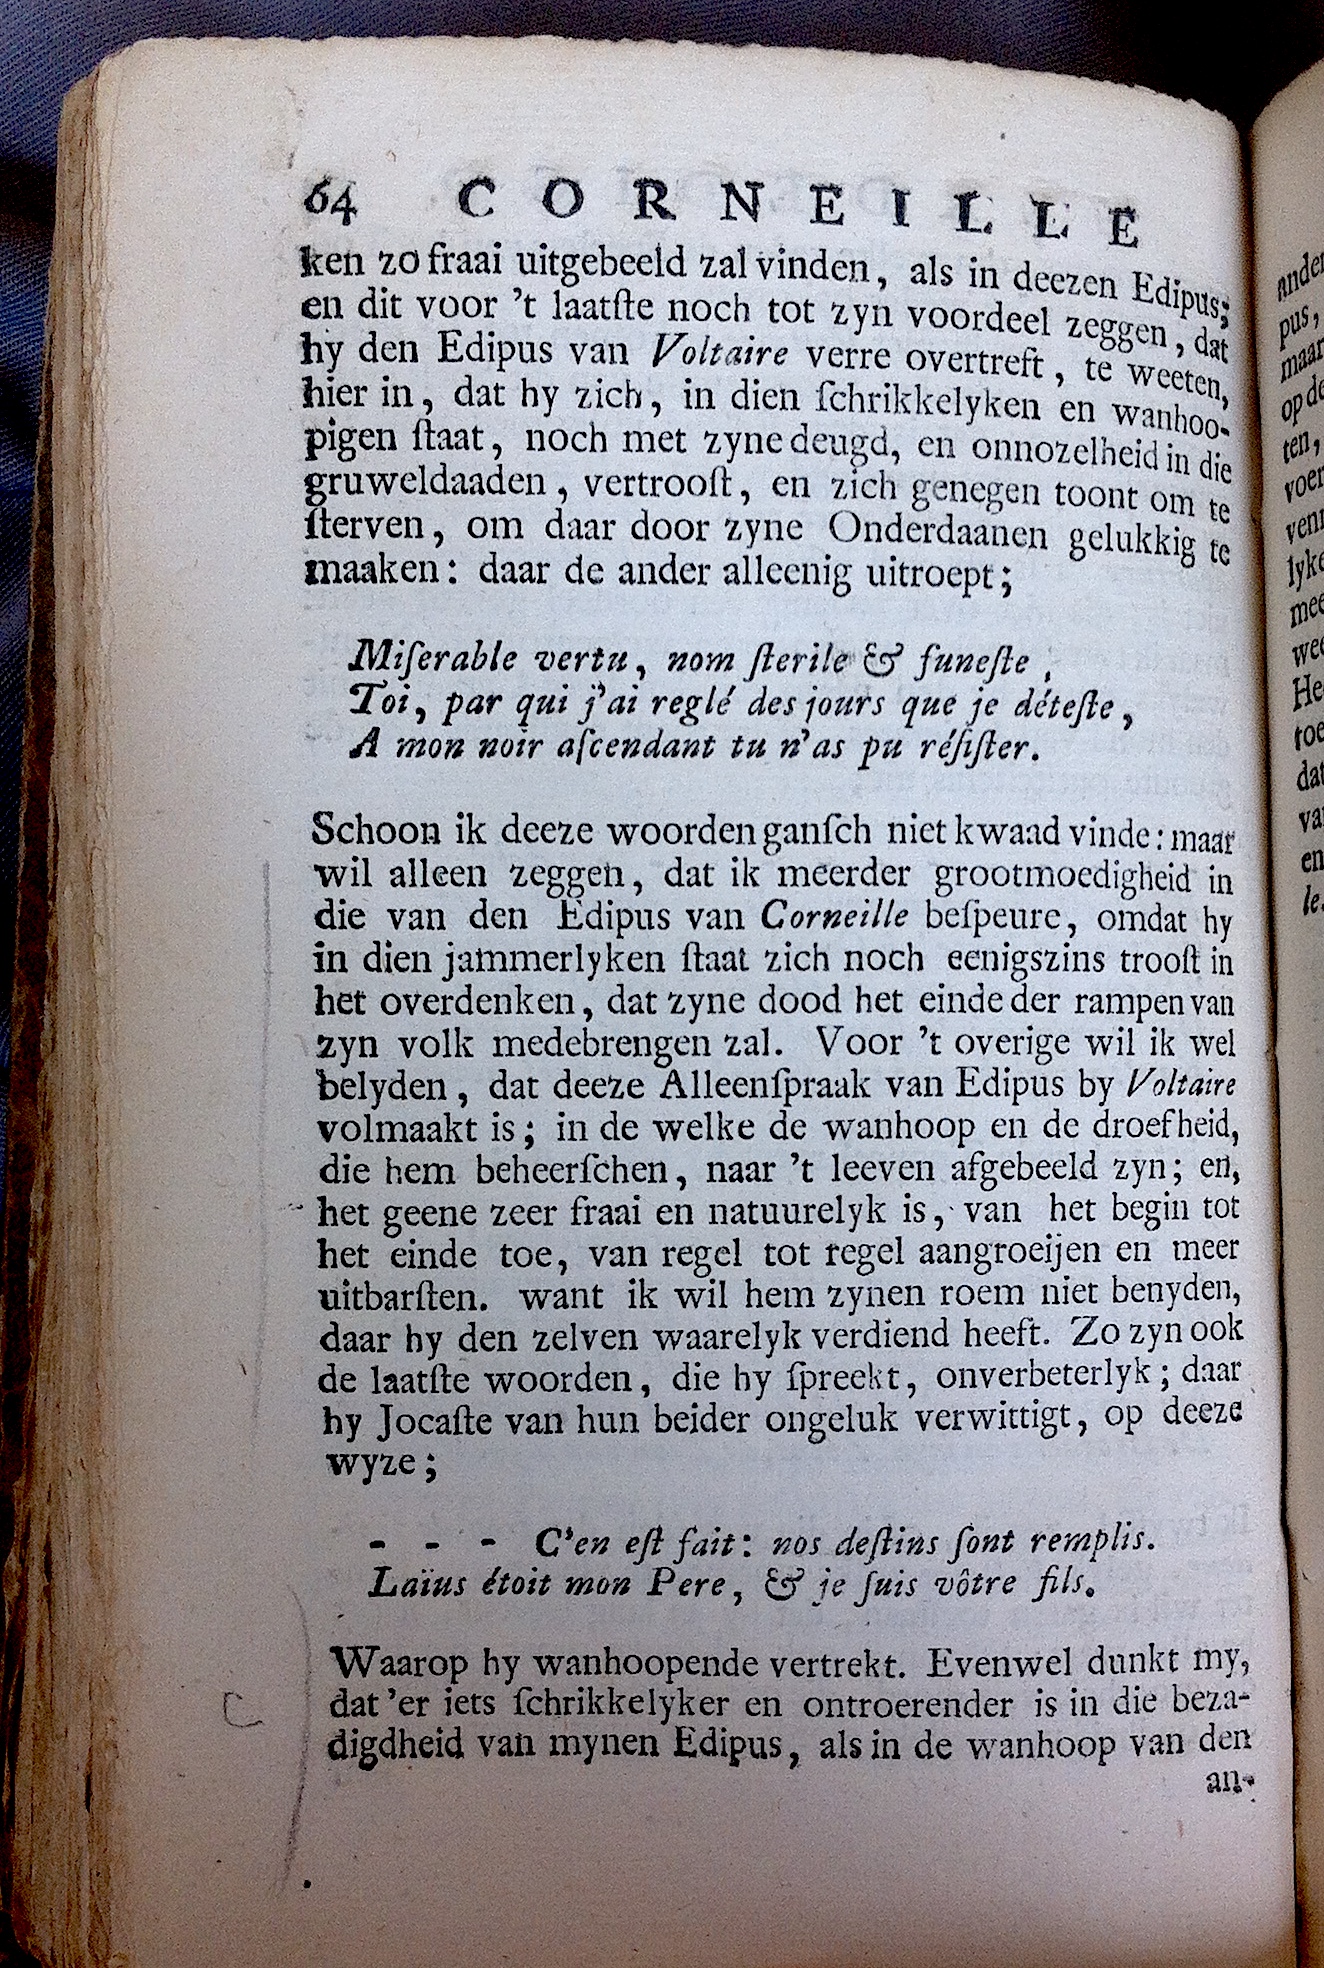 64 CORNEILLE
ken zo fraai uitgebeeld zal vinden, als in deezen Edipus;
en dit voor 't laatſte noch tot zyn voordeel zeggen, dat
hy den Edipus van Voltaire verre overtreft, te weeten,
hier in, dat hy zich, in dien ſchrikkelyken en wanhoo-
pigen ſtaat, noch met zyne deugd, en onnozelheid in die
gruweldaaden, vertrooſt, en zich genegen toont om te
ſterven, om daar door zyne Onderdaanen gelukkig te
maaken: daar de ander alleenig uitroept;
Miſerable vertu, nom ſterile & funeſte,
Toi, par qui j'ai reglé des jours que je déteſte,
A mon noir aſcendant tu n'as pu réſiſter.
Schoon ik deeze woorden ganſch niet kwaad vinde: maar
wil alleen zeggen, dat ik meerder grootmoedigheid in
die van den Edipus van Corneille beſpeure, omdat hy
in dien jammerlyken ſtaat zich noch eenigszins trooſt in
het overdenken, dat zyne dood het einde der rampen van
zyn volk medebrengen zal. Voor 't overige wil ik wel
belyden, dat deeze Alleenſpraak van Edipus by Voltaire
volmaakt is; in de welke de wanhoop en de droefheid,
die hem beheerſchen, naar 't leeven afgebeeld zyn; en,
het geene zeer fraai en natuurelyk is, van het begin tot
het einde toe, van regel tot regel aangroeijen en meer
uitbarſten. want ik wil hem zynen roem niet benyden,
daar hy den zelven waarelyk verdiend heeft. Zo zyn ook
de laatſte woorden, die hy ſpreekt, onverbeterlyk; daar
hy Jocaſte van hun beider ongeluk verwittigt, op deeze
wyze;
- - - C'en eſt fait: nos deſtins ſont remplis.
Laïus étoit mon Pere, & je ſuis vôtre fils.
Waarop hy wanhoopende vertrekt. Evenwel dunkt my,
dat 'er iets ſchrikkelyker en ontroerender is in die beza-
digdheid van mynen Edipus, als in de wanhoop van den
an-